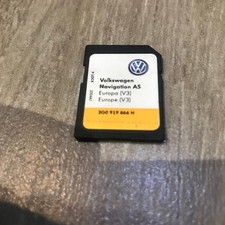 Volkswagen
Navigation AS
Europa (V3)
Europe (V3)
3G0 919 866 H